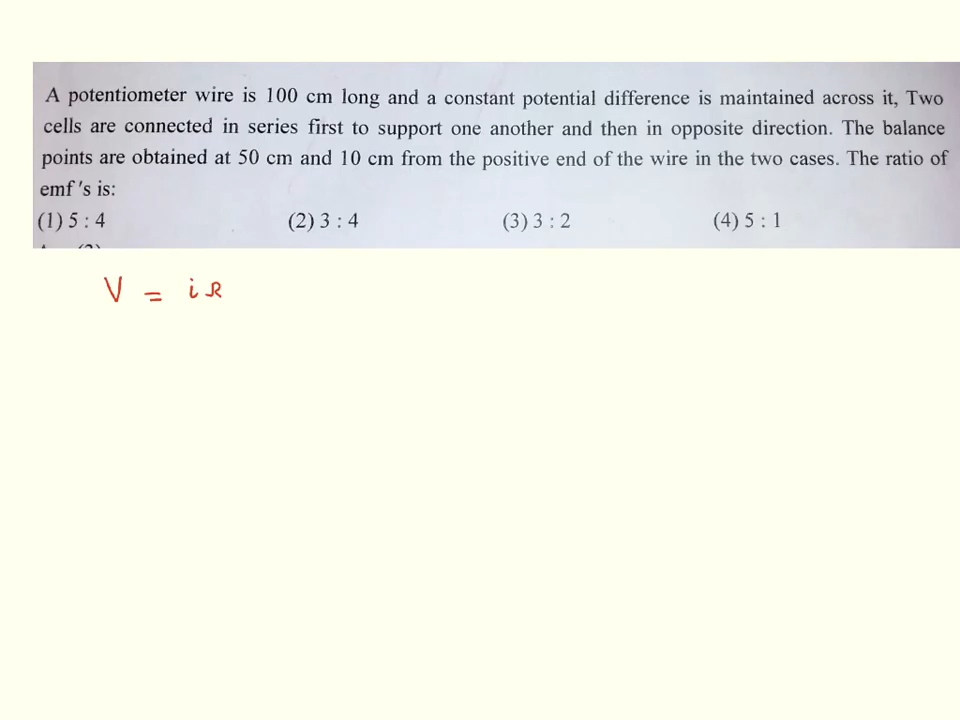 A potentiometer wire is 100 cm long and a constant potential difference is maintained across it, Two
cells are connected in series first to support one another and then in opposite direction. The balance
points are obtained at 50 cm and 10 cm from the positive end of the wire in the two cases. The ratio of
emf 's is:
(1) 5 : 4 (2) 3 : 4 (3) 3 : 2 (4) 5 : 1
V = iR